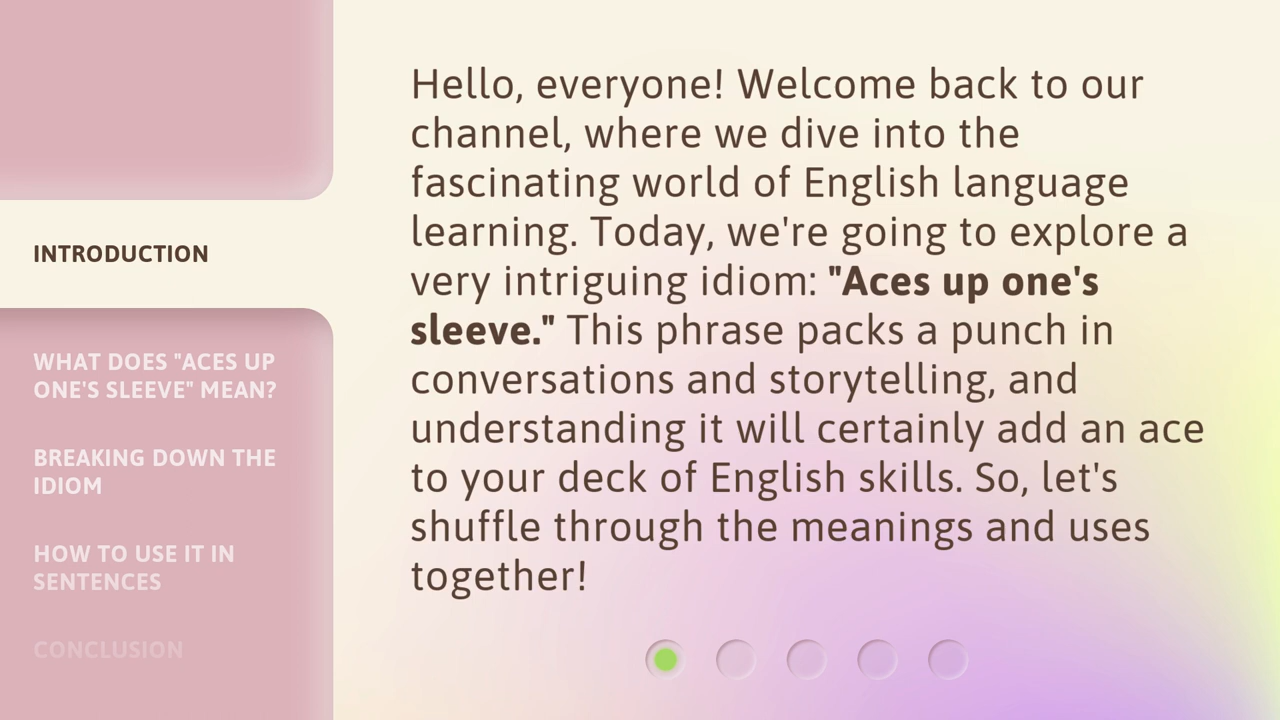 INTRODUCTION
WHAT DOES "ACES UP
ONE'S SLEEVE" MEAN?
BREAKING DOWN THE
IDIOM
HOW TO USE IT IN
SENTENCES
CONCLUSION
Hello, everyone! Welcome back to our
channel, where we dive into the
fascinating world of English language
learning. Today, we're going to explore a
very intriguing idiom: "Aces up one's
sleeve." This phrase packs a punch in
conversations and storytelling, and
understanding it will certainly add an ace
to your deck of English skills. So, let's
shuffle through the meanings and uses
together!